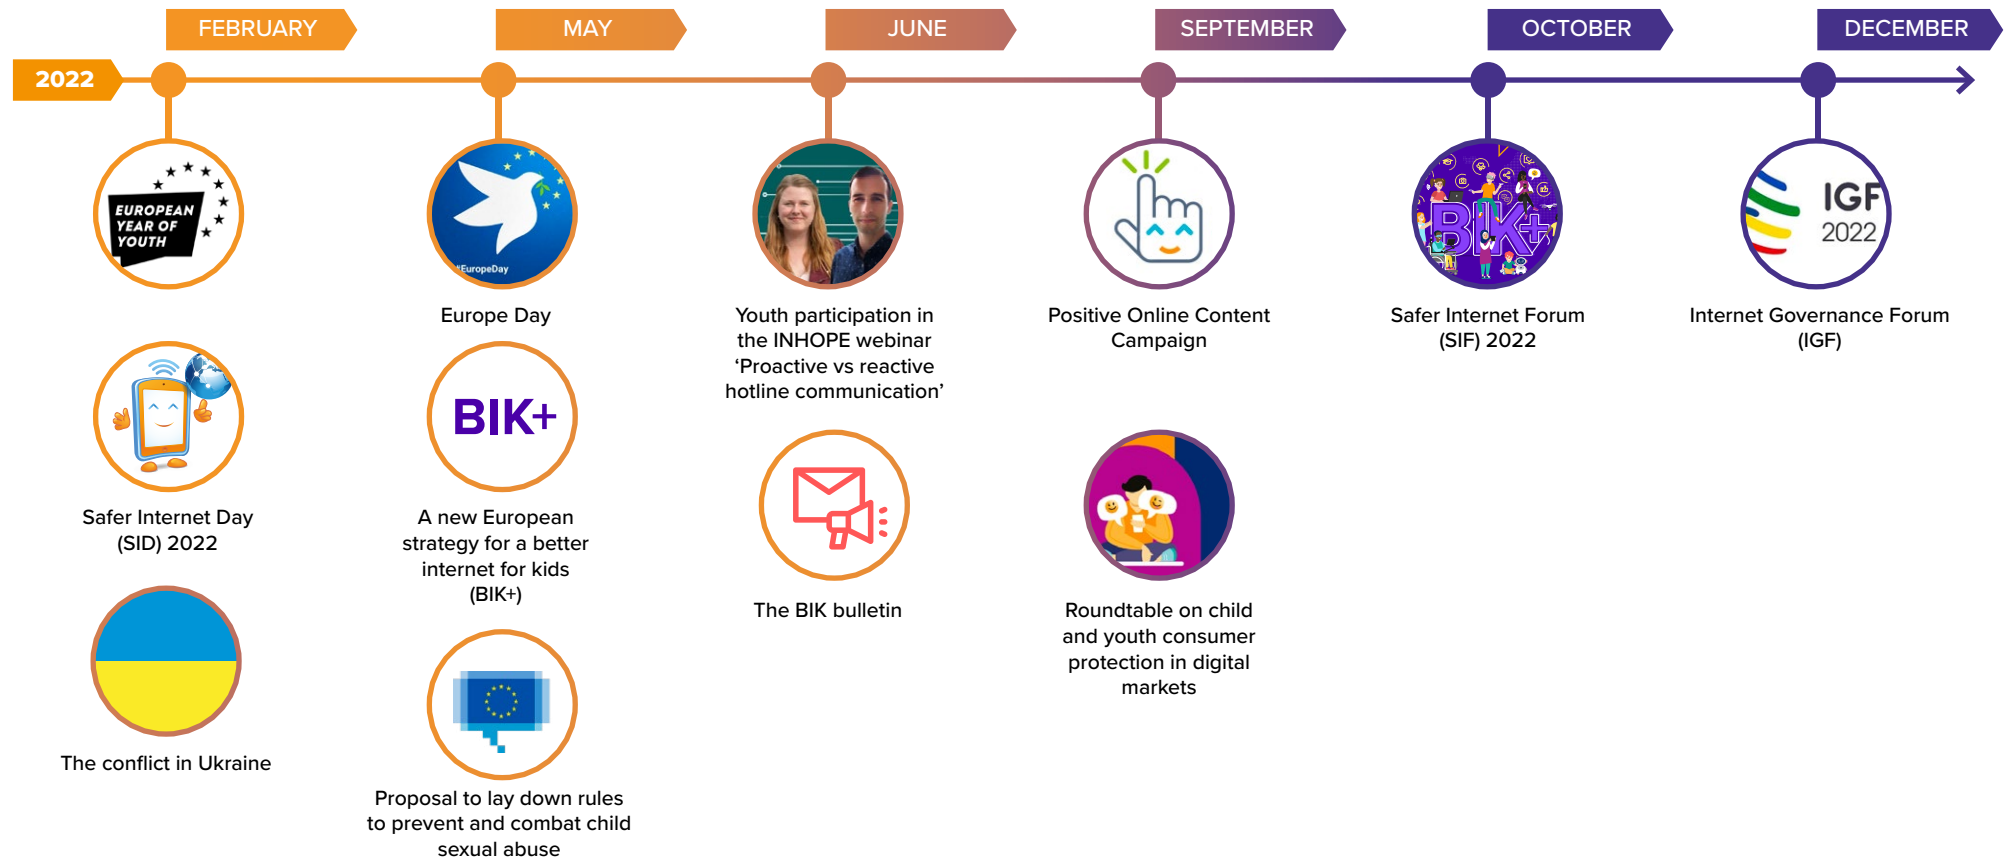 FEBRUARY
MAY
JUNE
SEPTEMBER
OCTOBER
DECEMBER
2022
EUROPEAN
YEAR OF
YOUTH
Safer Internet Day
(SID) 2022
The conflict in Ukraine
#EuropeDay
Europe Day
BIK+
A new European
strategy for a better
internet for kids
(BIK+)
Proposal to lay down rules
to prevent and combat child
sexual abuse
Youth participation in
the INHOPE webinar
‘Proactive vs reactive
hotline communication’
The BIK bulletin
Positive Online Content
Campaign
Roundtable on child
and youth consumer
protection in digital
markets
BIK+
Safer Internet Forum
(SIF) 2022
IGF
2022
Internet Governance Forum
(IGF)